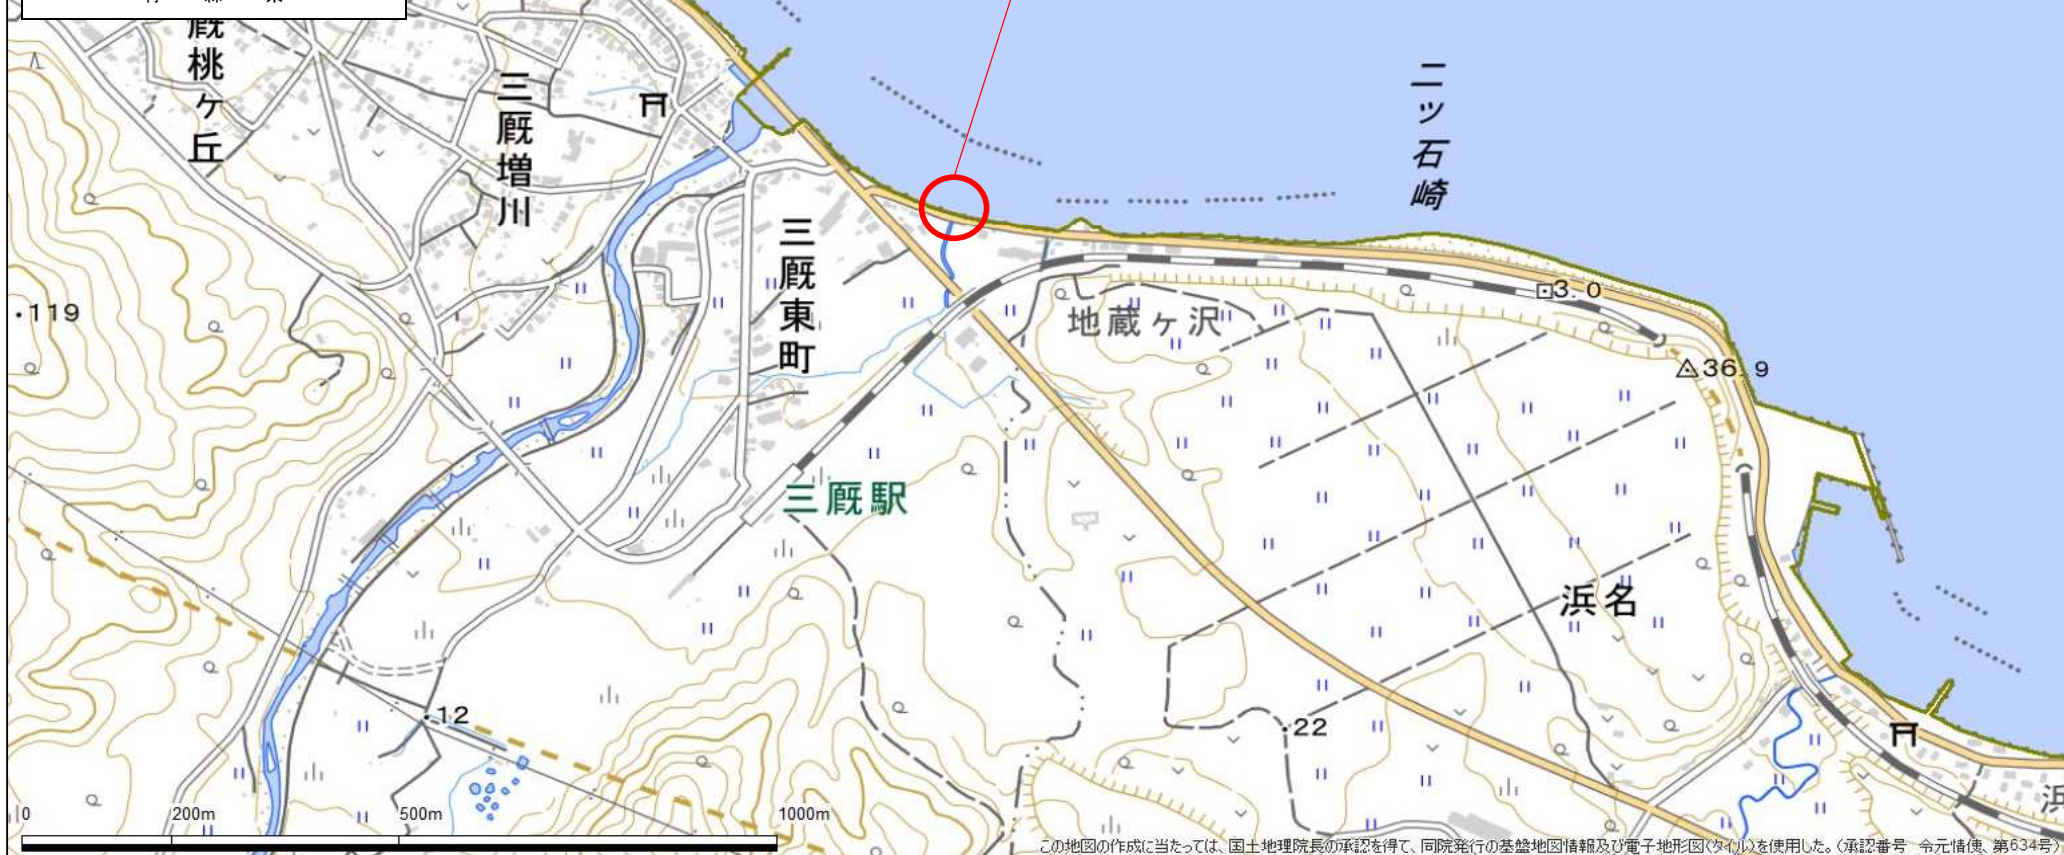 厩桃ヶ丘
三厩増川
二ツ石崎
三厩東町
3.0
119
地蔵ヶ沢
36.9
三厩駅
浜名
12
22
浜
0 200m 500m 1000m
この地図の作成に当たっては、国土地理院長の承認を得て、同院発行の基盤地図情報及び電子地形図(タイル)を使用した。(承認番号 令元情使、第634号)